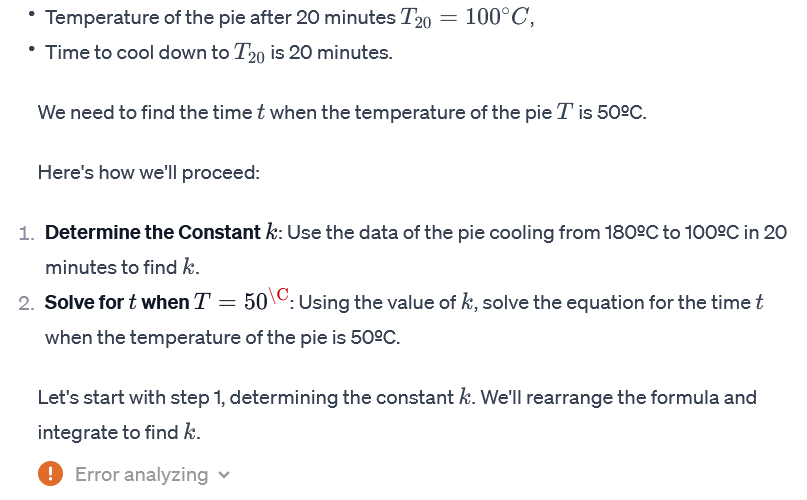 • Temperature of the pie after 20 minutes T₂₀ = 100°C,
• Time to cool down to T₂₀ is 20 minutes.
We need to find the time t when the temperature of the pie T is 50ºC.
Here's how we'll proceed:
1. Determine the Constant k: Use the data of the pie cooling from 180ºC to 100ºC in 20
minutes to find k.
2. Solve for t when T = 50\C: Using the value of k, solve the equation for the time t
when the temperature of the pie is 50ºC.
Let's start with step 1, determining the constant k. We'll rearrange the formula and
integrate to find k.
! Error analyzing